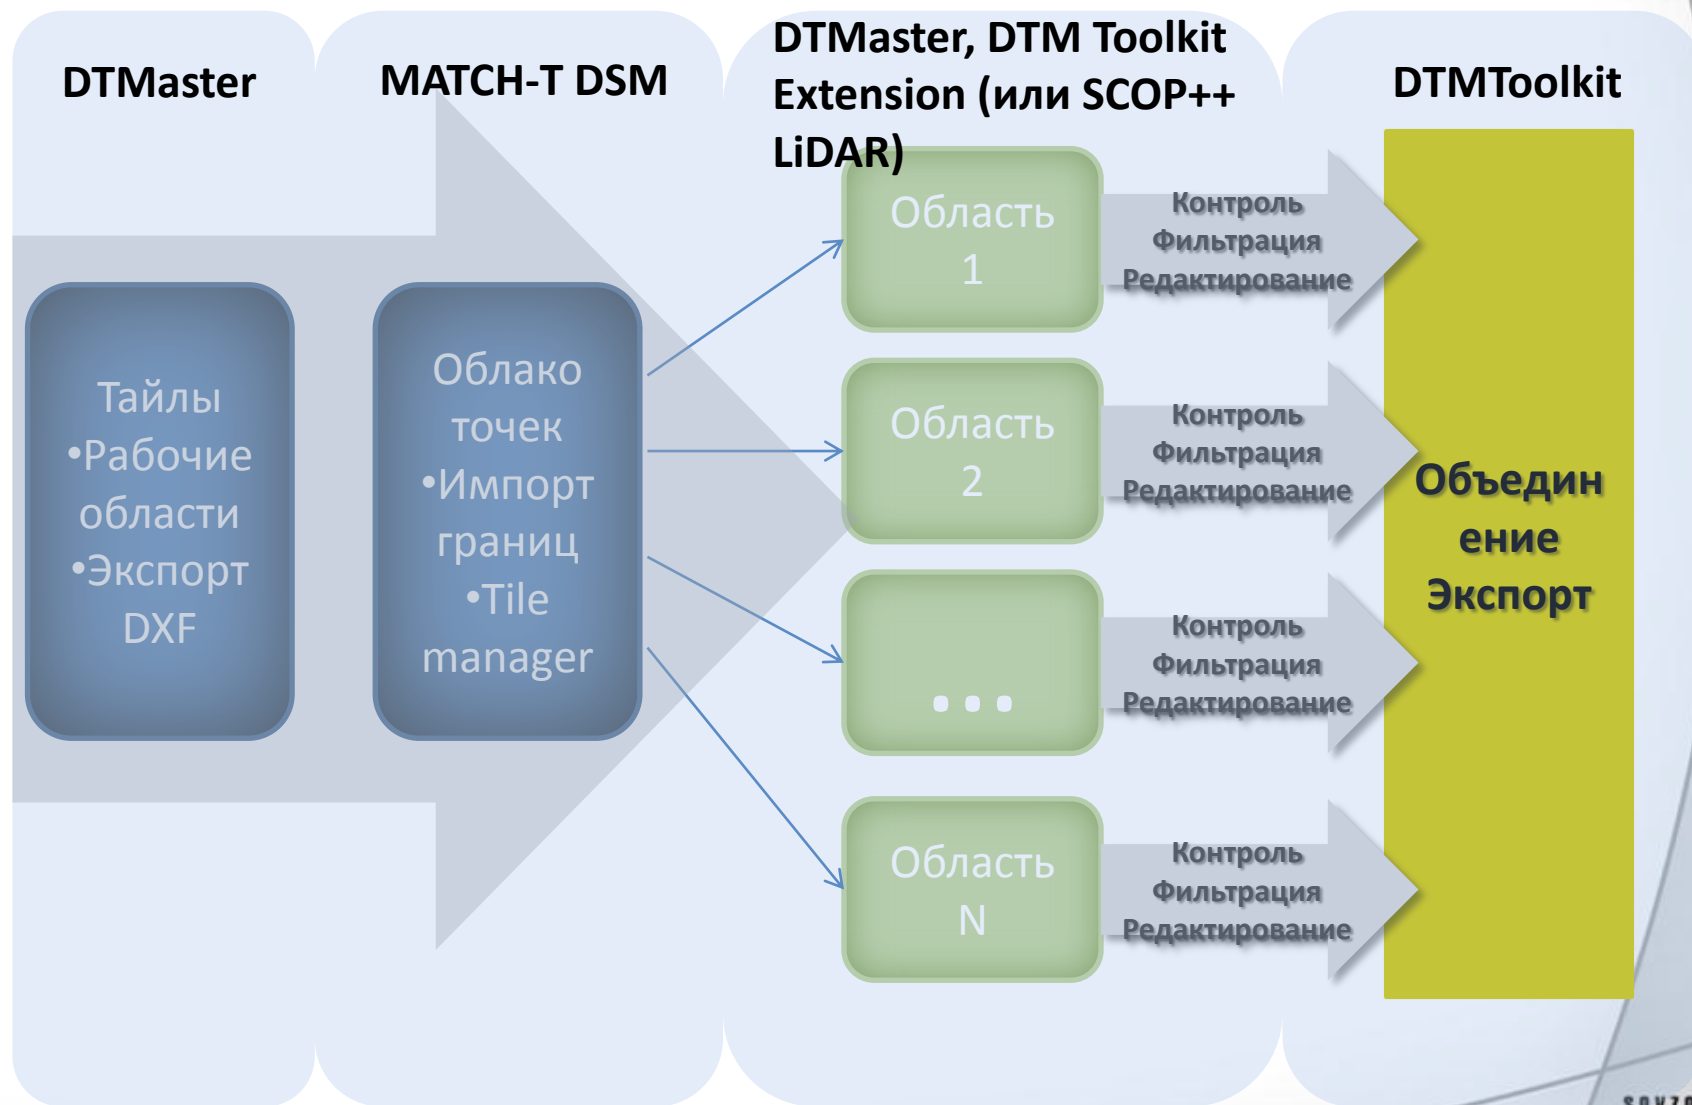 DTMaster
MATCH-T DSM
DTMaster, DTM Toolkit
Extension (или SCOP++
LiDAR)
DTMToolkit
Тайлы
•Рабочие
области
•Экспорт
DXF
Облако
точек
•Импорт
границ
•Tile
manager
Область
1
Контроль
Фильтрация
Редактирование
Область
2
Контроль
Фильтрация
Редактирование
...
Контроль
Фильтрация
Редактирование
Область
N
Контроль
Фильтрация
Редактирование
Объедин
ение
Экспорт